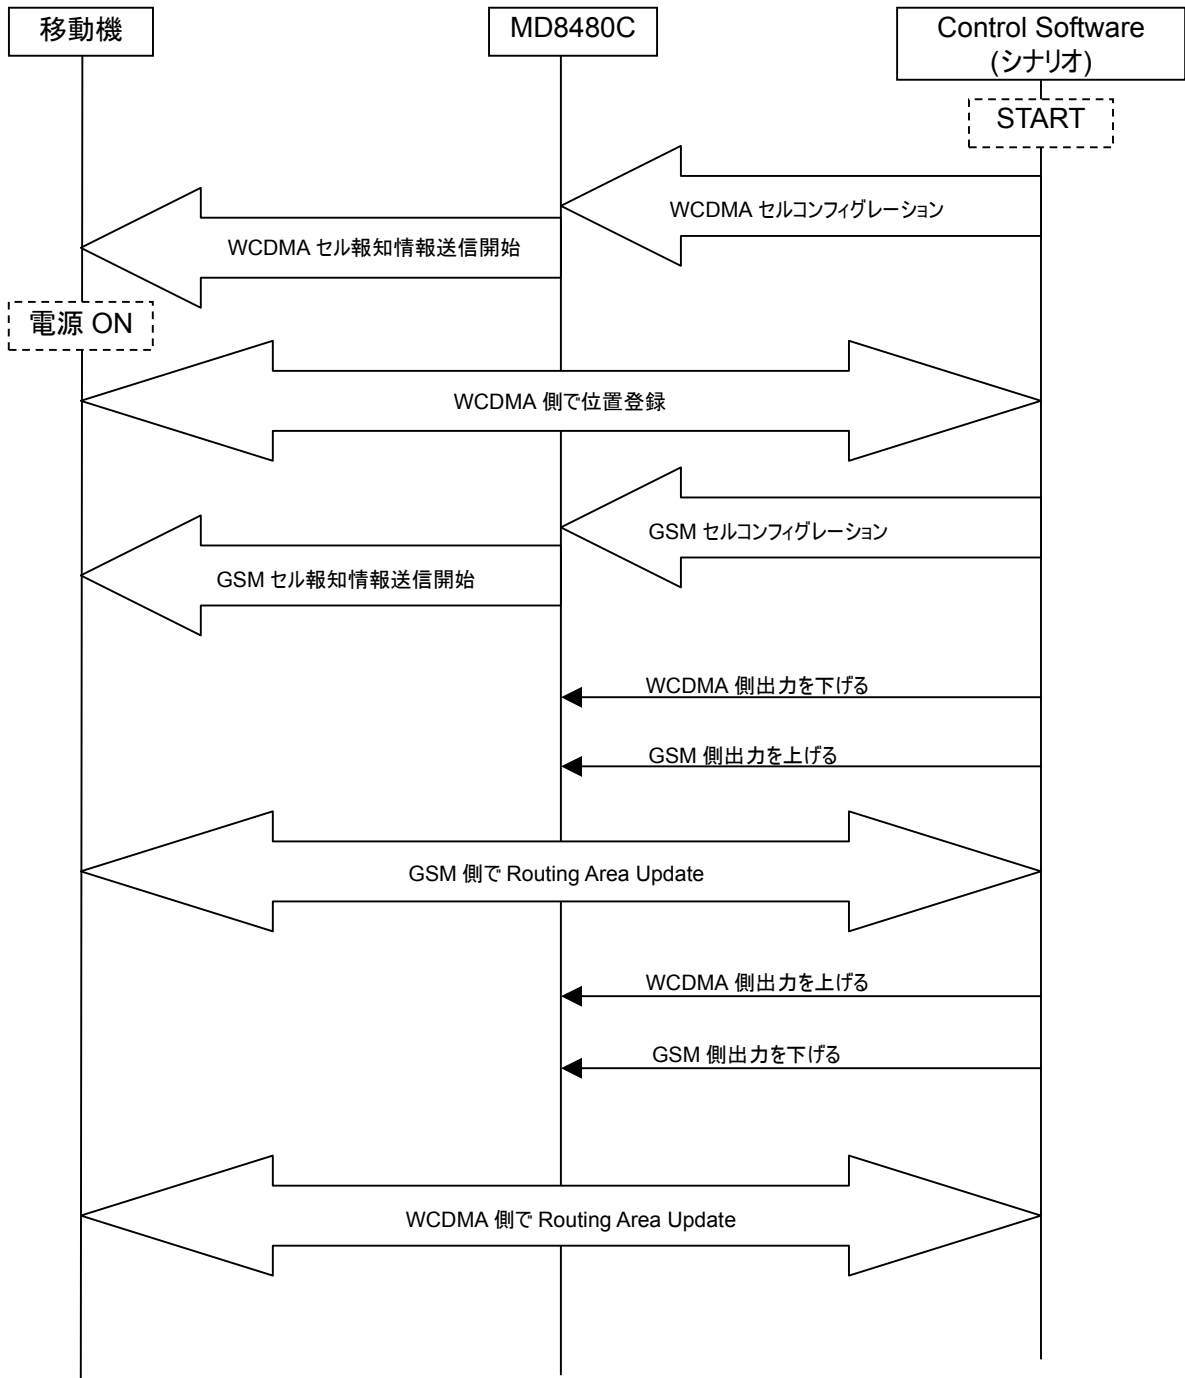 移動機
MD8480C
Control Software
(シナリオ)
START
WCDMA セルコンフィグレーション
WCDMA セル報知情報送信開始
電源 ON
WCDMA 側で位置登録
GSM セルコンフィグレーション
GSM セル報知情報送信開始
WCDMA 側出力を下げる
GSM 側出力を上げる
GSM 側で Routing Area Update
WCDMA 側出力を上げる
GSM 側出力を下げる
WCDMA 側で Routing Area Update